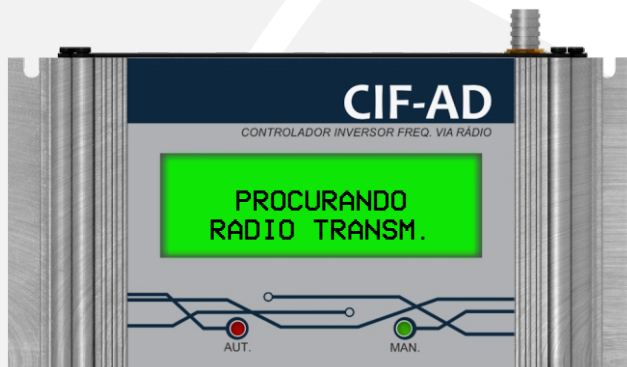 CIF-AD
CONTROLADOR INVERSOR FREQ. VIA RÁDIO
PROCURANDO
RADIO TRANSM.
AUT. MAN.